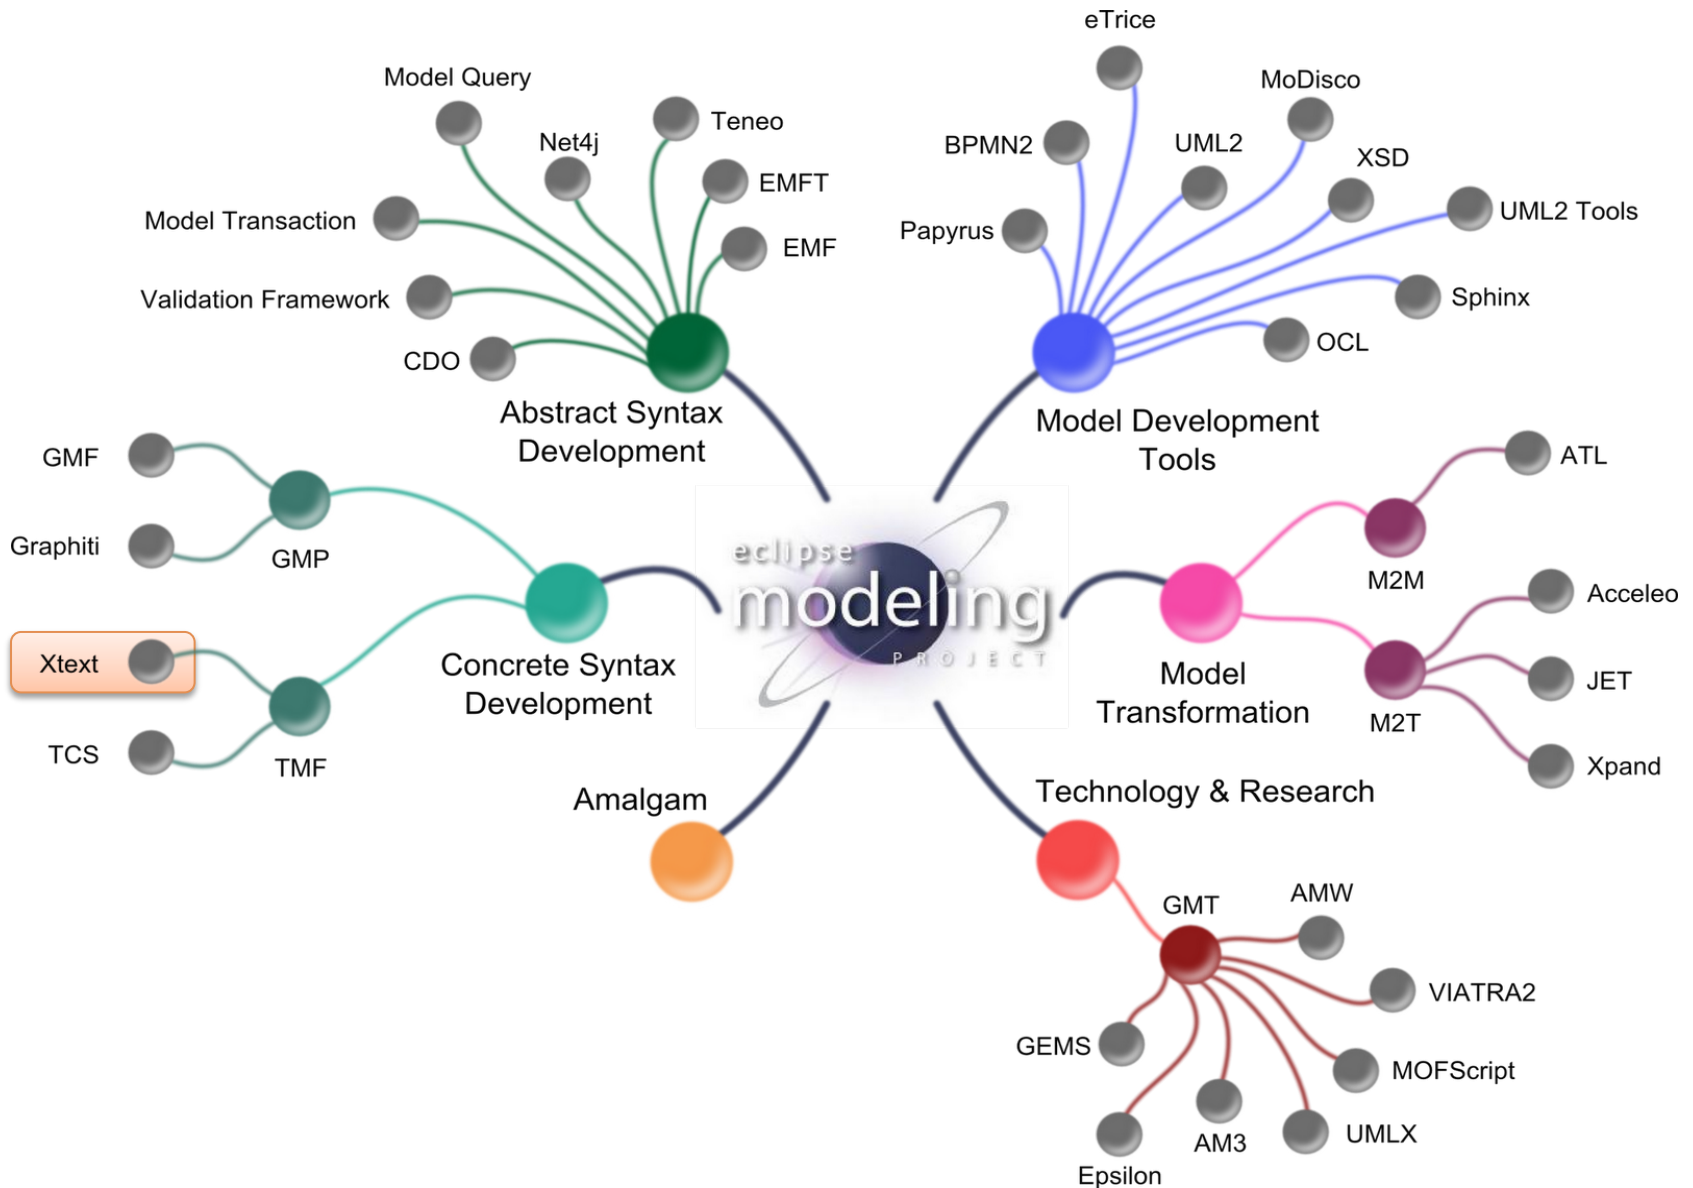 eTrice
Model Query
MoDisco
Teneo
Net4j
BPMN2
UML2
XSD
EMFT
Model Transaction
UML2 Tools
Papyrus
EMF
Validation Framework
Sphinx
CDO
OCL
Abstract Syntax
Development
Model Development
Tools
GMF
ATL
Graphiti
GMP
eclipse
modeling
PROJECT
M2M
Acceleo
Xtext
Concrete Syntax
Development
Model
Transformation
JET
M2T
TCS
TMF
Xpand
Amalgam
Technology & Research
GMT
AMW
VIATRA2
GEMS
MOFScript
AM3
UMLX
Epsilon